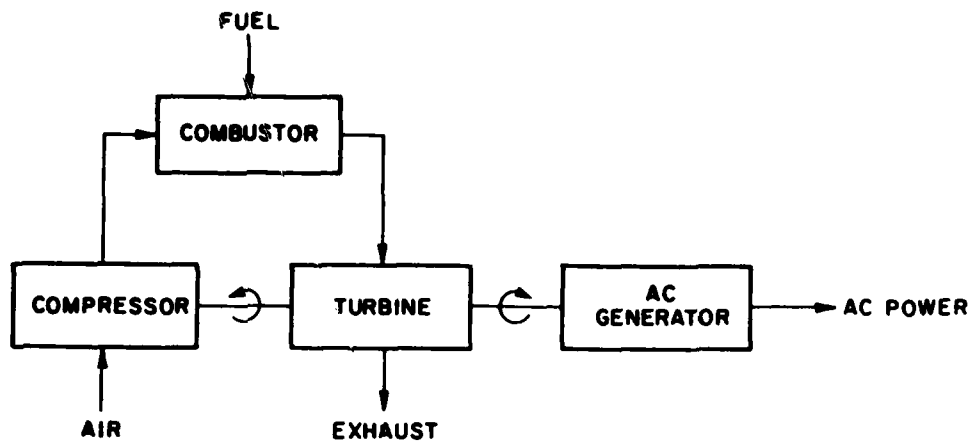 FUEL
COMBUSTOR
COMPRESSOR
TURBINE
AC
GENERATOR
AC POWER
AIR
EXHAUST